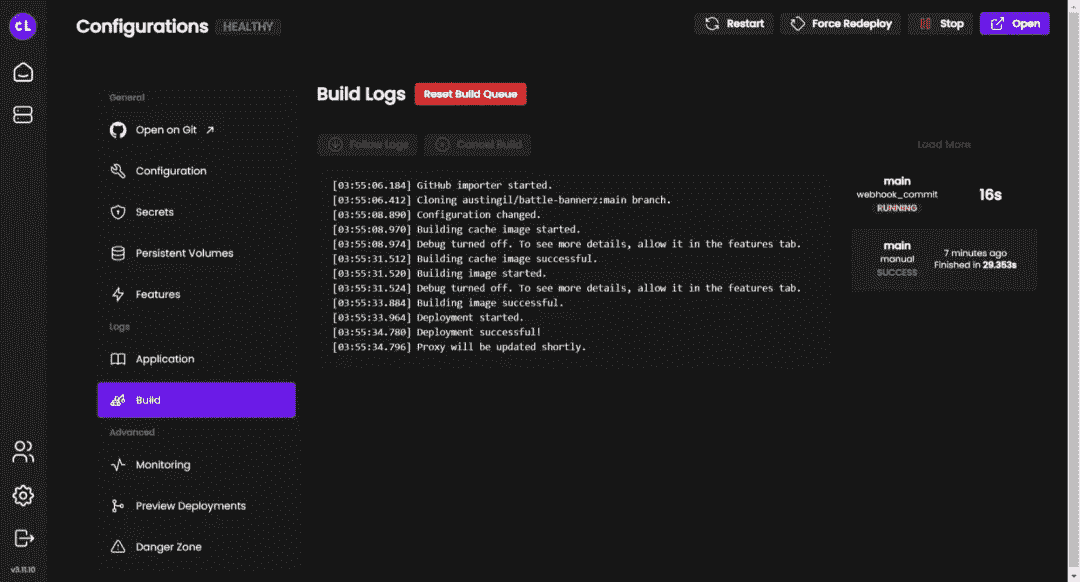 CL
Configurations HEALTHY
Restart
Force Redeploy
Stop
Open
General
Open on Git
Configuration
Secrets
Persistent Volumes
Features
Logs
Application
Build
Advanced
Monitoring
Preview Deployments
Danger Zone
v3.11.10
Build Logs Reset Build Queue
Follow Logs Cancel Build
[03:55:06.184] GitHub importer started.
[03:55:06.412] Cloning austingil/battle-bannerz:main branch.
[03:55:08.890] Configuration changed.
[03:55:08.970] Building cache image started.
[03:55:08.974] Debug turned off. To see more details, allow it in the features tab.
[03:55:31.512] Building cache image successful.
[03:55:31.520] Building image started.
[03:55:31.524] Debug turned off. To see more details, allow it in the features tab.
[03:55:33.884] Building image successful.
[03:55:33.964] Deployment started.
[03:55:34.780] Deployment successful!
[03:55:34.796] Proxy will be updated shortly.
Load More
main
webhook_commit
RUNNING
16s
main
manual
SUCCESS
7 minutes ago
Finished in 29.353s